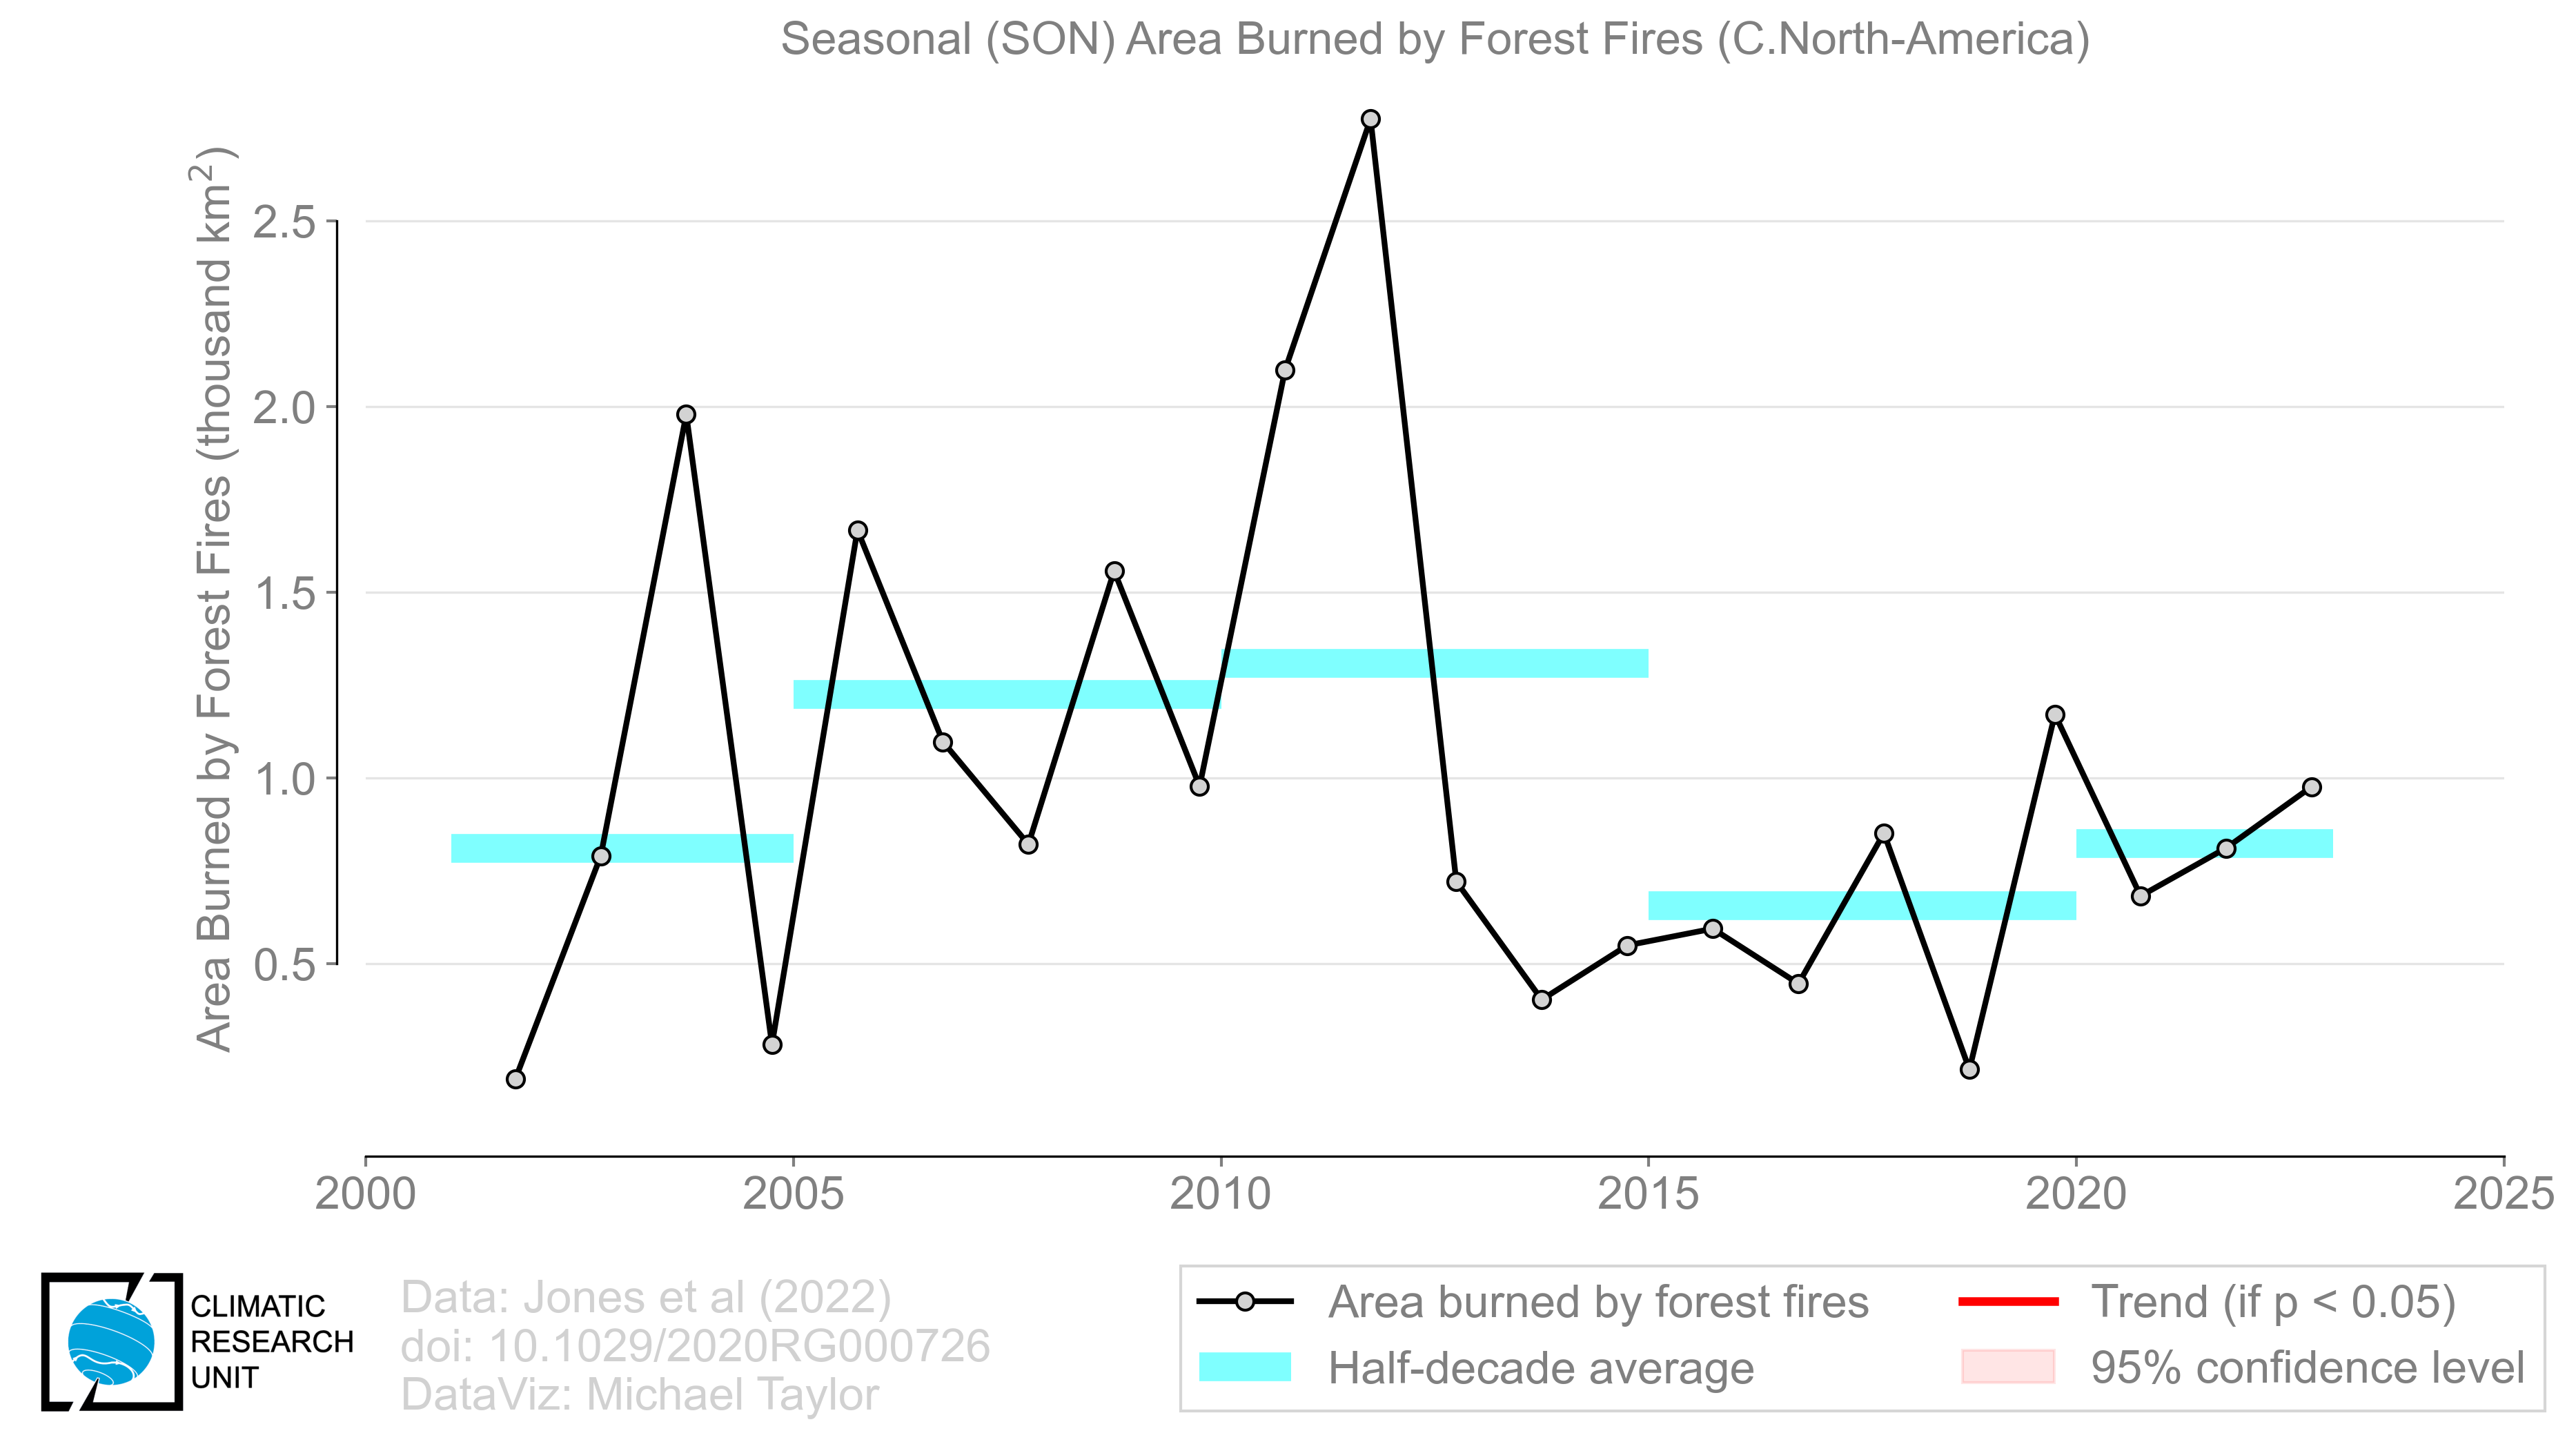 Seasonal (SON) Area Burned by Forest Fires (C.North-America)
Area Burned by Forest Fires (thousand km²)
2.5
2.0
1.5
1.0
0.5
2000
2005
2010
2015
2020
2025
CLIMATIC
RESEARCH
UNIT
Data: Jones et al (2022)
doi: 10.1029/2020RG000726
DataViz: Michael Taylor
Area burned by forest fires
Half-decade average
Trend (if p < 0.05)
95% confidence level